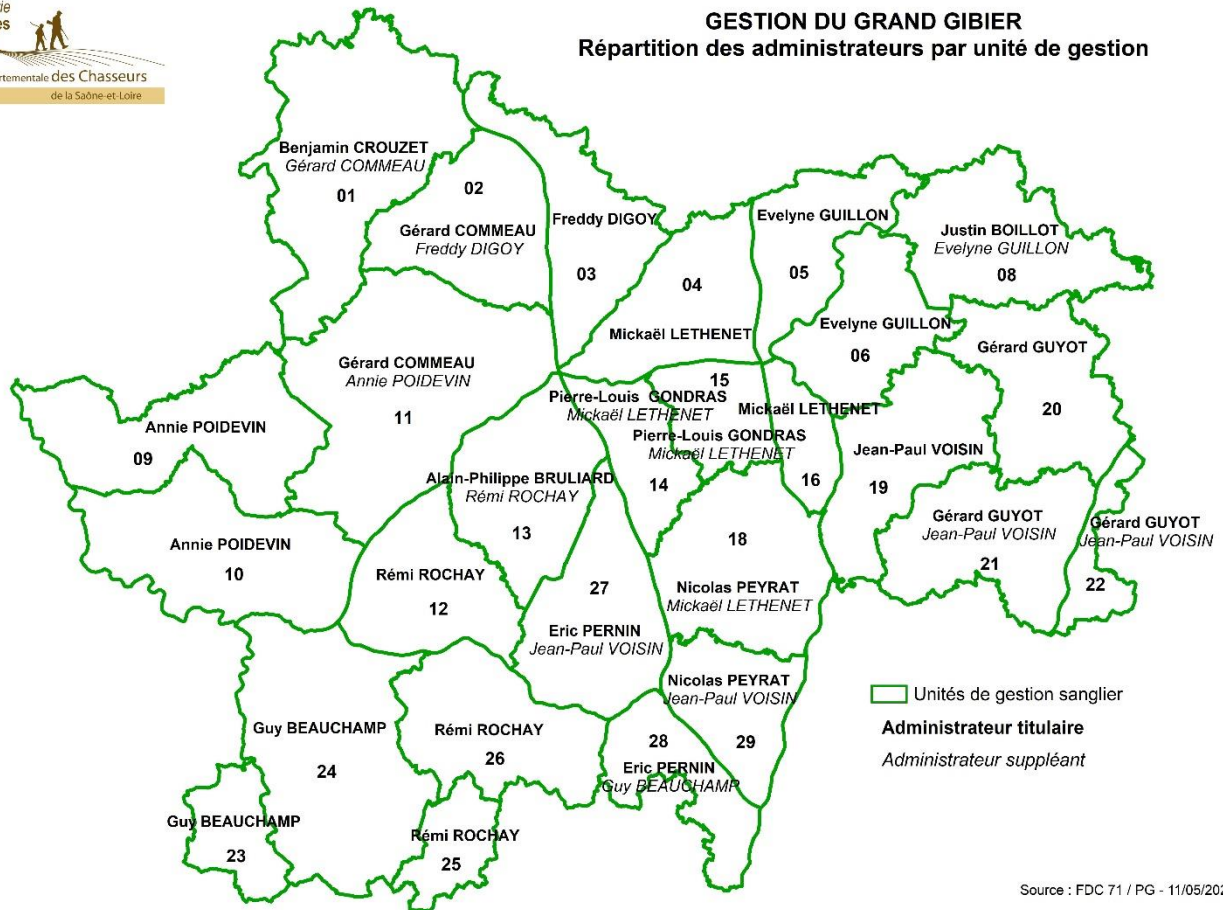 GESTION DU GRAND GIBIER
Répartition des administrateurs par unité de gestion
des Chasseurs
de la Saône-et-Loire
Benjamin CROUZET
Gérard COMMEAU
01
02
Gérard COMMEAU
Freddy DIGOY
Freddy DIGOY
03
04
Mickaël LETHENET
Evelyne GUILLON
05
Evelyne GUILLON
06
Justin BOILLOT
Evelyne GUILLON
08
Annie POIDEVIN
09
Annie POIDEVIN
10
Gérard COMMEAU
Annie POIDEVIN
11
Rémi ROCHAY
12
Alain-Philippe BRULIARD
Rémi ROCHAY
13
Pierre-Louis GONDRAS
Mickaël LETHENET
14
15
Pierre-Louis GONDRAS
Mickaël LETHENET
Mickaël LETHENET
16
18
Nicolas PEYRAT
Mickaël LETHENET
Jean-Paul VOISIN
19
Gérard GUYOT
20
Gérard GUYOT
Jean-Paul VOISIN
21
Gérard GUYOT
Jean-Paul VOISIN
22
Guy BEAUCHAMP
23
Guy BEAUCHAMP
24
Rémi ROCHAY
25
Rémi ROCHAY
26
27
Eric PERNIN
Jean-Paul VOISIN
28
Eric PERNIN
Guy BEAUCHAMP
Nicolas PEYRAT
Jean-Paul VOISIN
29
Unités de gestion sanglier
Administrateur titulaire
Administrateur suppléant
Source : FDC 71 / PG - 11/05/202